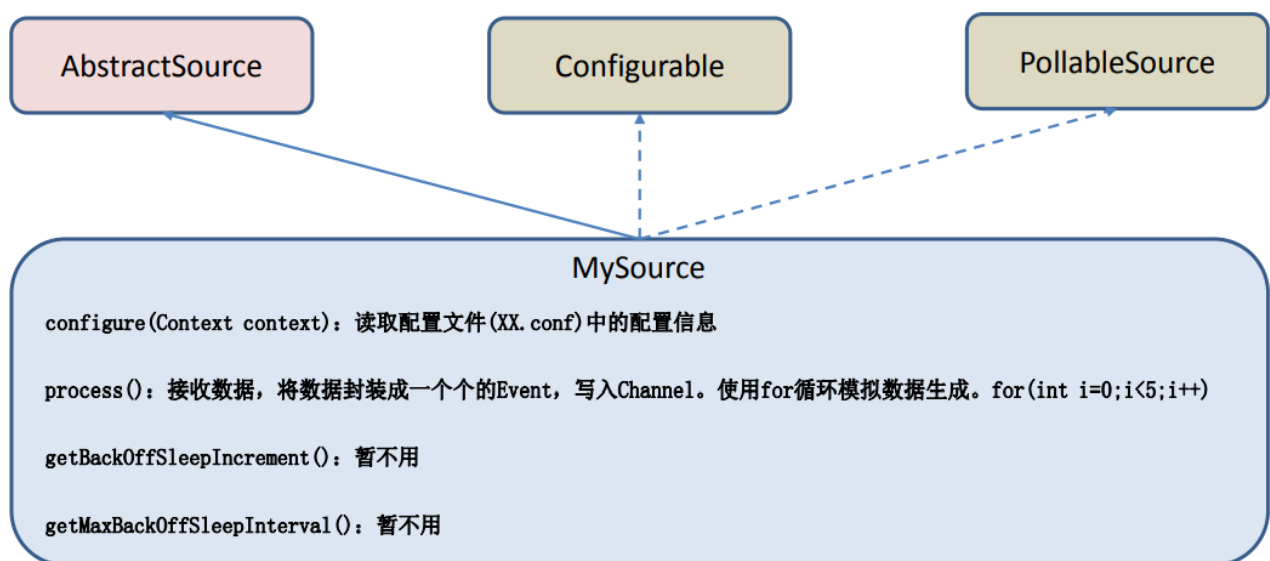 AbstractSource
Configurable
PollableSource
MySource
configure(Context context)：读取配置文件(XX.conf)中的配置信息
process()：接收数据，将数据封装成一个个的Event，写入Channel。使用for循环模拟数据生成。for(int i=0;i<5;i++)
getBackOffSleepIncrement()：暂不用
getMaxBackOffSleepInterval()：暂不用